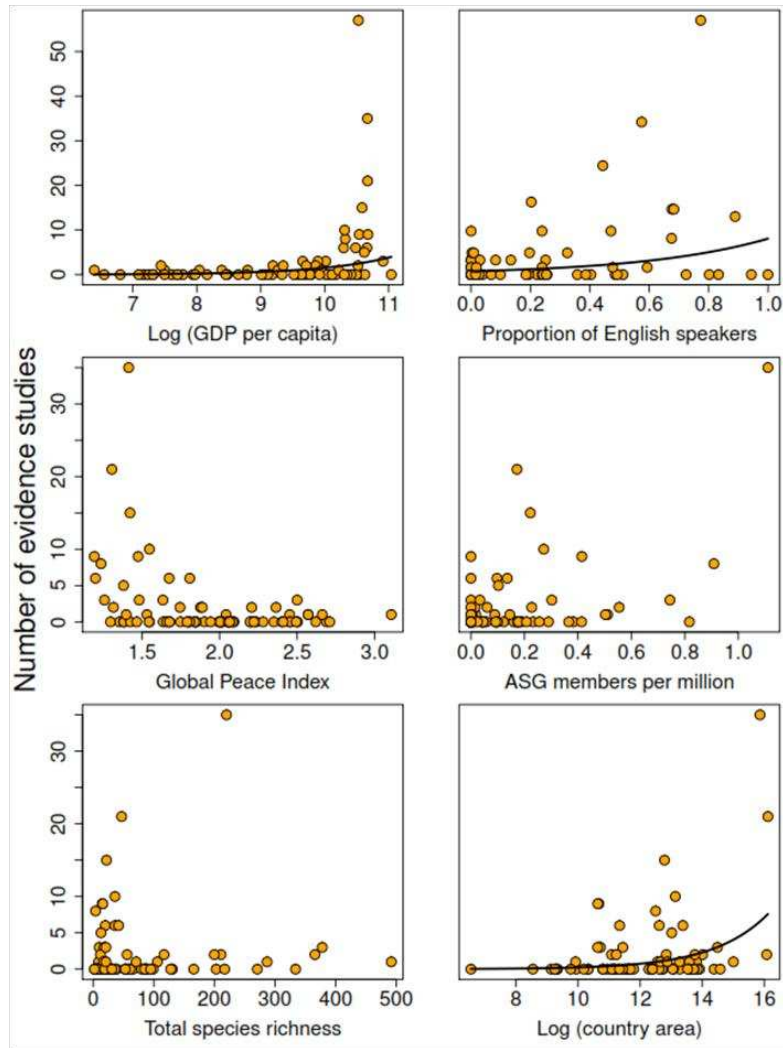 0 10 20 30 40 50
7 8 9 10 11
Log (GDP per capita)
0.0 0.2 0.4 0.6 0.8 1.0
Proportion of English speakers
Number of evidence studies
0 5 10 20 30
1.5 2.0 2.5 3.0
Global Peace Index
0.0 0.2 0.4 0.6 0.8 1.0
ASG members per million
0 5 10 20 30
0 100 200 300 400 500
Total species richness
8 10 12 14 16
Log (country area)